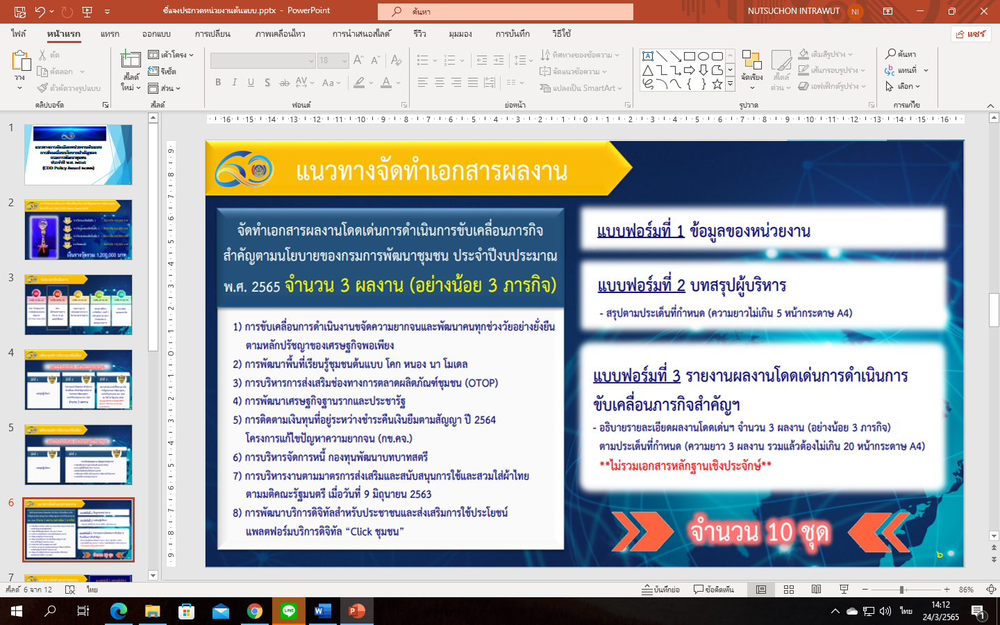 ชี้แจงประกวดหน่วยงานต้นแบบ.pptx - PowerPoint
ค้นหา
NUTSUCHON INTRAWUT
NI
ไฟล์
หน้าแรก
แทรก
ออกแบบ
การเปลี่ยน
ภาพเคลื่อนไหว
การนำเสนอสไลด์
รีวิว
มุมมอง
การบันทึก
วิธีใช้
แชร์
วาง
ตัด
คัดลอก
ตัวคัดวางรูปแบบ
คลิปบอร์ด
สไลด์
ใหม่
เค้าโครง
รีเซ็ต
ส่วน
สไลด์
18
ฟอนต์
ทิศทางของข้อความ
จัดแนวข้อความ
แปลงเป็น SmartArt
ย่อหน้า
จัดเรียง
สไตล์
ด่วน
เติมสีรูปร่าง
เส้นกรอบรูปร่าง
เอฟเฟ็กต์รูปร่าง
รูปวาด
ค้นหา
แทนที่
เลือก
การแก้ไข
1
2
3
4
5
6
7
แนวทางจัดทำเอกสารผลงาน
จัดทำเอกสารผลงานโดดเด่นการดำเนินการขับเคลื่อนภารกิจ
สำคัญตามนโยบายของกรมการพัฒนาชุมชน ประจำปีงบประมาณ
พ.ศ. 2565 จำนวน 3 ผลงาน (อย่างน้อย 3 ภารกิจ)
1) การขับเคลื่อนการดำเนินงานขจัดความยากจนและพัฒนาคนทุกช่วงวัยอย่างยั่งยืน
ตามหลักปรัชญาของเศรษฐกิจพอเพียง
2) การพัฒนาพื้นที่เรียนรู้ชุมชนต้นแบบ โคก หนอง นา โมเดล
3) การบริหารการส่งเสริมช่องทางการตลาดผลิตภัณฑ์ชุมชน (OTOP)
4) การพัฒนาเศรษฐกิจฐานรากและประชารัฐ
5) การติดตามเงินทุนที่อยู่ระหว่างชำระคืนเงินยืมตามสัญญา ปี 2564
โครงการแก้ไขปัญหาความยากจน (กข.คจ.)
6) การบริหารจัดการหนี้ กองทุนพัฒนาบทบาทสตรี
7) การบริหารงานตามมาตรการส่งเสริมและสนับสนุนการใช้และสวมใส่ผ้าไทย
ตามมติคณะรัฐมนตรี เมื่อวันที่ 9 มิถุนายน 2563
8) การพัฒนาบริการดิจิทัลสำหรับประชาชนและส่งเสริมการใช้ประโยชน์
แพลตฟอร์มบริการดิจิทัล “Click ชุมชน”
แบบฟอร์มที่ 1 ข้อมูลของหน่วยงาน
แบบฟอร์มที่ 2 บทสรุปผู้บริหาร
- สรุปตามประเด็นที่กำหนด (ความยาวไม่เกิน 5 หน้ากระดาษ A4)
แบบฟอร์มที่ 3 รายงานผลงานโดดเด่นการดำเนินการ
ขับเคลื่อนภารกิจสำคัญฯ
- อธิบายรายละเอียดผลงานโดดเด่นฯ จำนวน 3 ผลงาน (อย่างน้อย 3 ภารกิจ)
ตามประเด็นที่กำหนด (ความยาว 3 ผลงาน รวมแล้วต้องไม่เกิน 20 หน้ากระดาษ A4)
**ไม่รวมเอกสารหลักฐานเชิงประจักษ์**
จำนวน 10 ชุด
๖
สไลด์ 6 จาก 12
ไทย
บันทึกย่อ
ข้อคิดเห็น
86%
ไทย
14:12
24/3/2565
1